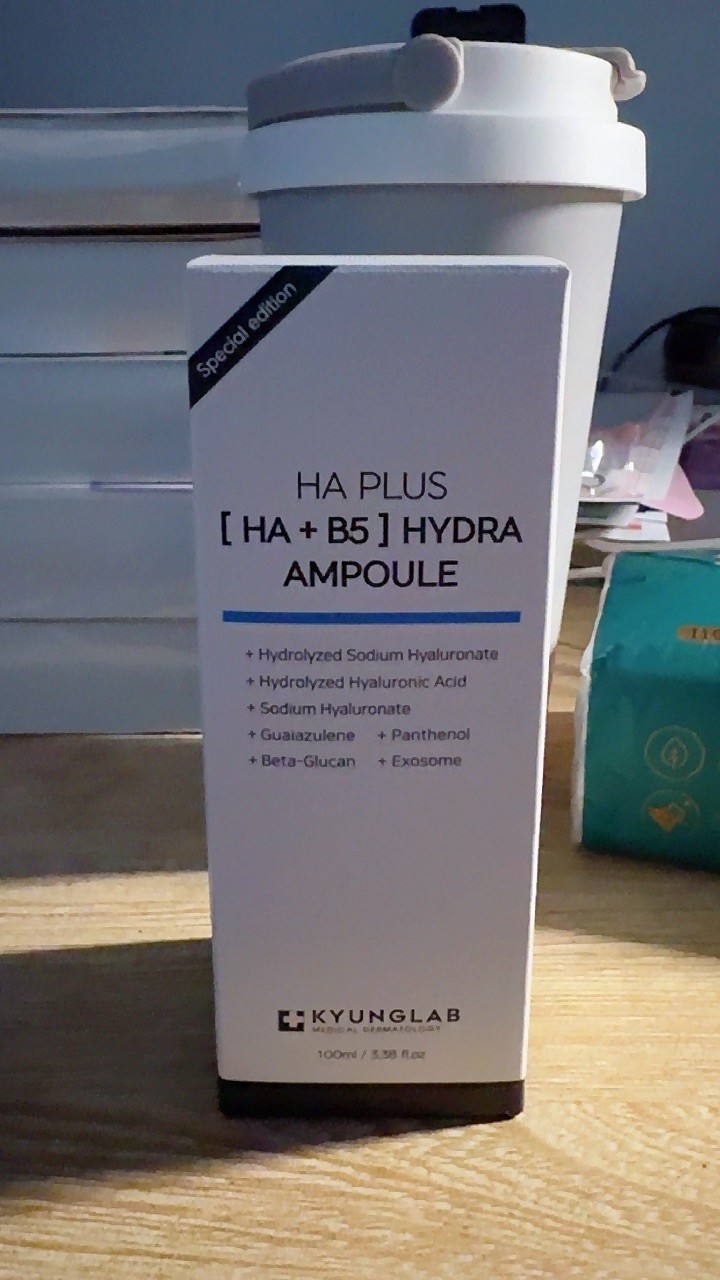 Special edition
HA PLUS
[ HA + B5 ] HYDRA
AMPOULE
+ Hydrolyzed Sodium Hyaluronate
+ Hydrolyzed Hyaluronic Acid
+ Sodium Hyaluronate
+ Guaiazulene + Panthenol
+ Beta-Glucan + Exosome
KYUNGLAB
MEDICAL DERMATOLOGY
100ml / 3.38 fl.oz